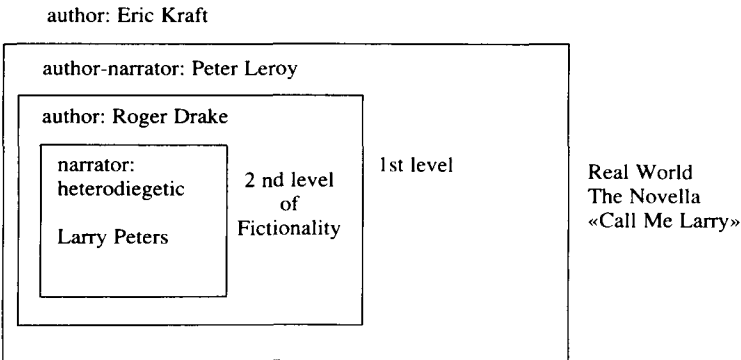 author: Eric Kraft
author-narrator: Peter Leroy
author: Roger Drake
narrator:
heterodiegetic
Larry Peters
2 nd level
of
Fictionality
1st level
Real World
The Novella
«Call Me Larry»